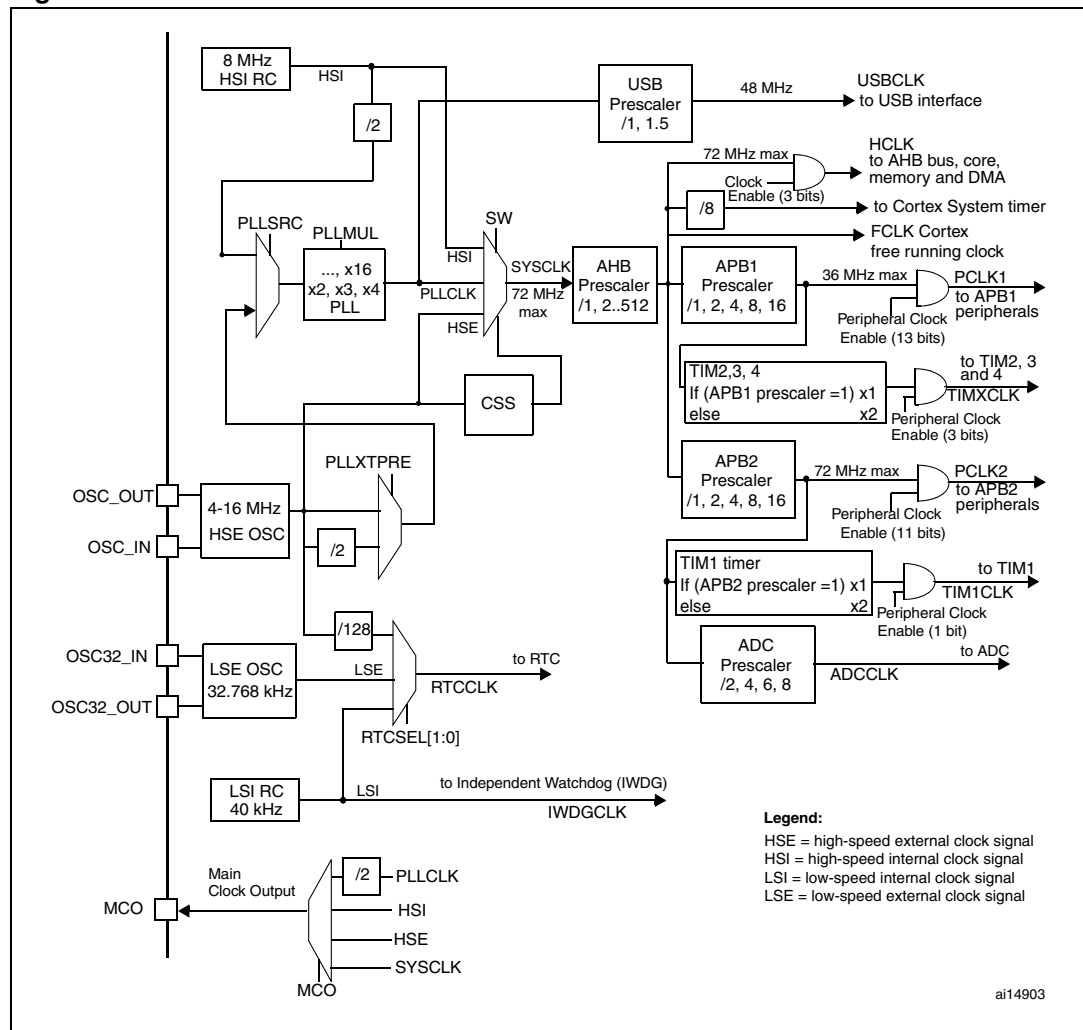 8 MHz
HSI RC
HSI
/2
USB
Prescaler
/1, 1.5
48 MHz
USBCLK
to USB interface
72 MHz max
Clock
Enable (3 bits)
HCLK
to AHB bus, core,
memory and DMA
/8
to Cortex System timer
FCLK Cortex
free running clock
PLLSRC
PLLMUL
..., x16
x2, x3, x4
PLL
SW
HSI
PLLCLK
HSE
SYSCLK
72 MHz
max
AHB
Prescaler
/1, 2..512
APB1
Prescaler
/1, 2, 4, 8, 16
36 MHz max
PCLK1
to APB1
peripherals
Peripheral Clock
Enable (13 bits)
TIM2,3, 4
If (APB1 prescaler =1) x1
else x2
to TIM2, 3
and 4
TIMXCLK
Peripheral Clock
Enable (3 bits)
CSS
PLLXTPRE
OSC_OUT
OSC_IN
4-16 MHz
HSE OSC
/2
APB2
Prescaler
/1, 2, 4, 8, 16
72 MHz max
PCLK2
to APB2
peripherals
Peripheral Clock
Enable (11 bits)
TIM1 timer
If (APB2 prescaler =1) x1
else x2
to TIM1
TIM1CLK
Peripheral Clock
Enable (1 bit)
ADC
Prescaler
/2, 4, 6, 8
to ADC
ADCCLK
/128
OSC32_IN
OSC32_OUT
LSE OSC
32.768 kHz
LSE
to RTC
RTCCLK
RTCSEL[1:0]
LSI RC
40 kHz
LSI
to Independent Watchdog (IWDG)
IWDGCLK
Legend:
HSE = high-speed external clock signal
HSI = high-speed internal clock signal
LSI = low-speed internal clock signal
LSE = low-speed external clock signal
Main
Clock Output
MCO
/2
PLLCLK
HSI
HSE
SYSCLK
MCO
ai14903